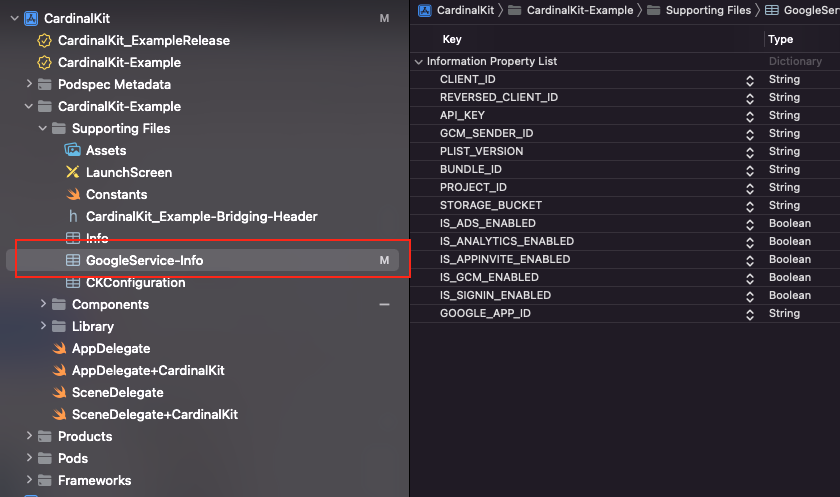 CardinalKit M
CardinalKit_ExampleRelease
CardinalKit-Example
Podspec Metadata
CardinalKit-Example
Supporting Files
Assets
LaunchScreen
Constants
h CardinalKit_Example-Bridging-Header
Info
GoogleService-Info M
CKConfiguration
Components
Library
AppDelegate
AppDelegate+CardinalKit
SceneDelegate
SceneDelegate+CardinalKit
Products
Pods
Frameworks
CardinalKit CardinalKit-Example Supporting Files GoogleSer
Key Type
Information Property List Dictionary
CLIENT_ID String
REVERSED_CLIENT_ID String
API_KEY String
GCM_SENDER_ID String
PLIST_VERSION String
BUNDLE_ID String
PROJECT_ID String
STORAGE_BUCKET String
IS_ADS_ENABLED Boolean
IS_ANALYTICS_ENABLED Boolean
IS_APPINVITE_ENABLED Boolean
IS_GCM_ENABLED Boolean
IS_SIGNIN_ENABLED Boolean
GOOGLE_APP_ID String